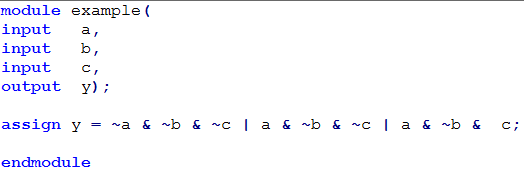 module example(
input   a,
input   b,
input   c,
output  y);
assign y = ~a & ~b & ~c | a & ~b & ~c | a & ~b &  c;
endmodule